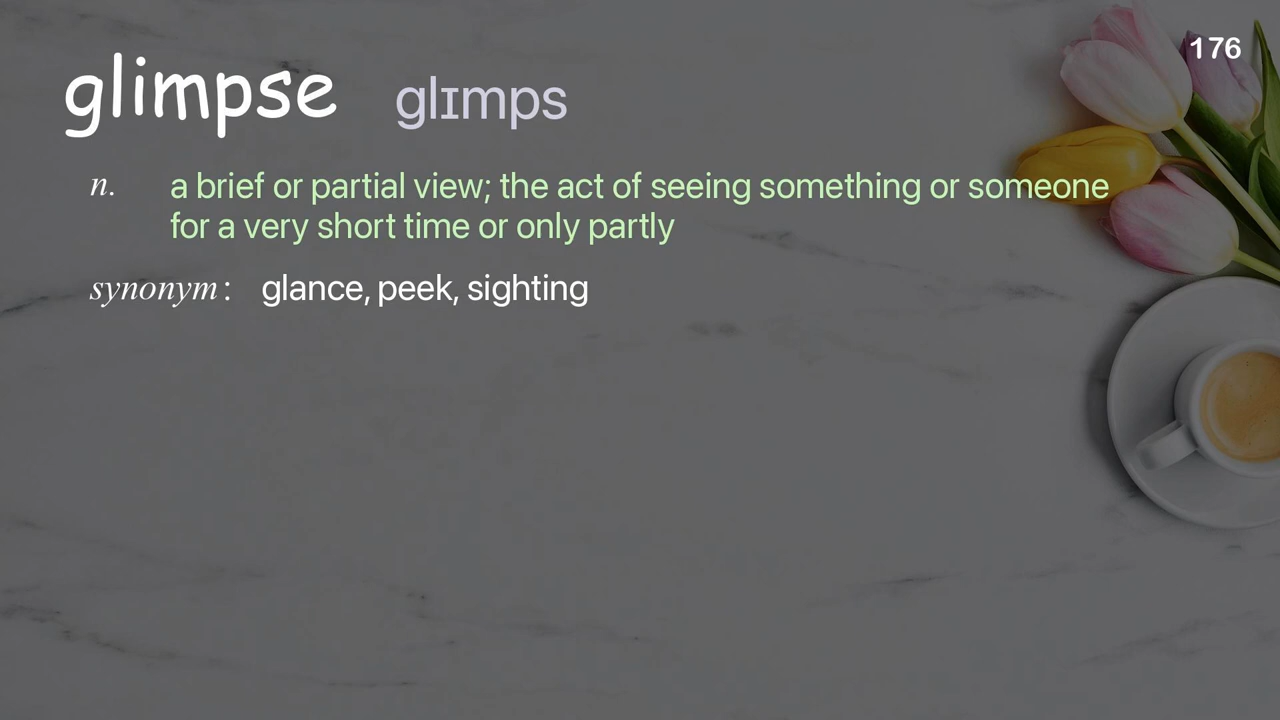 176
glimpse glɪmps
n. a brief or partial view; the act of seeing something or someone
for a very short time or only partly
synonym: glance, peek, sighting